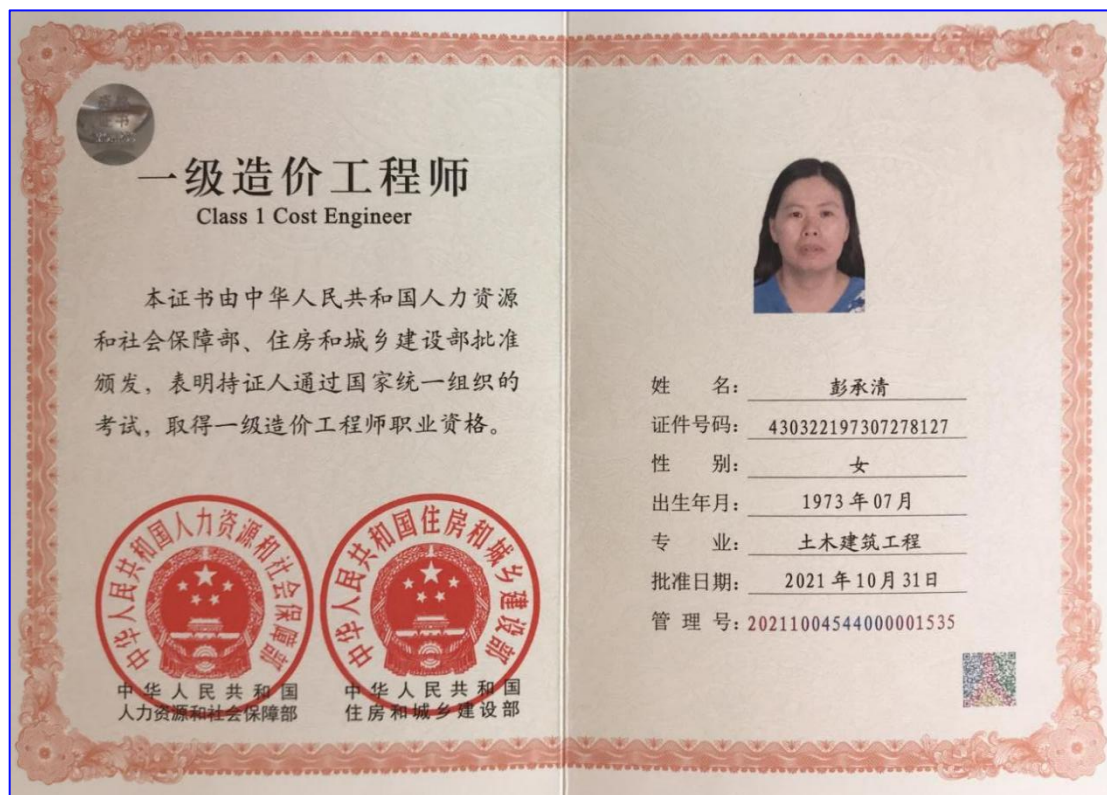 一级造价工程师
Class 1 Cost Engineer
本证书由中华人民共和国人力资源
和社会保障部、住房和城乡建设部批准
颁发，表明持证人通过国家统一组织的
考试，取得一级造价工程师职业资格。
中华人民共和国人力资源和社会保障部
中华人民共和国住房和城乡建设部
中华人民共和国
人力资源和社会保障部
中华人民共和国
住房和城乡建设部
姓 名：彭承清
证件号码：430322197307278127
性 别：女
出生年月：1973年07月
专 业：土木建筑工程
批准日期：2021年10月31日
管 理 号：20211004544000001535